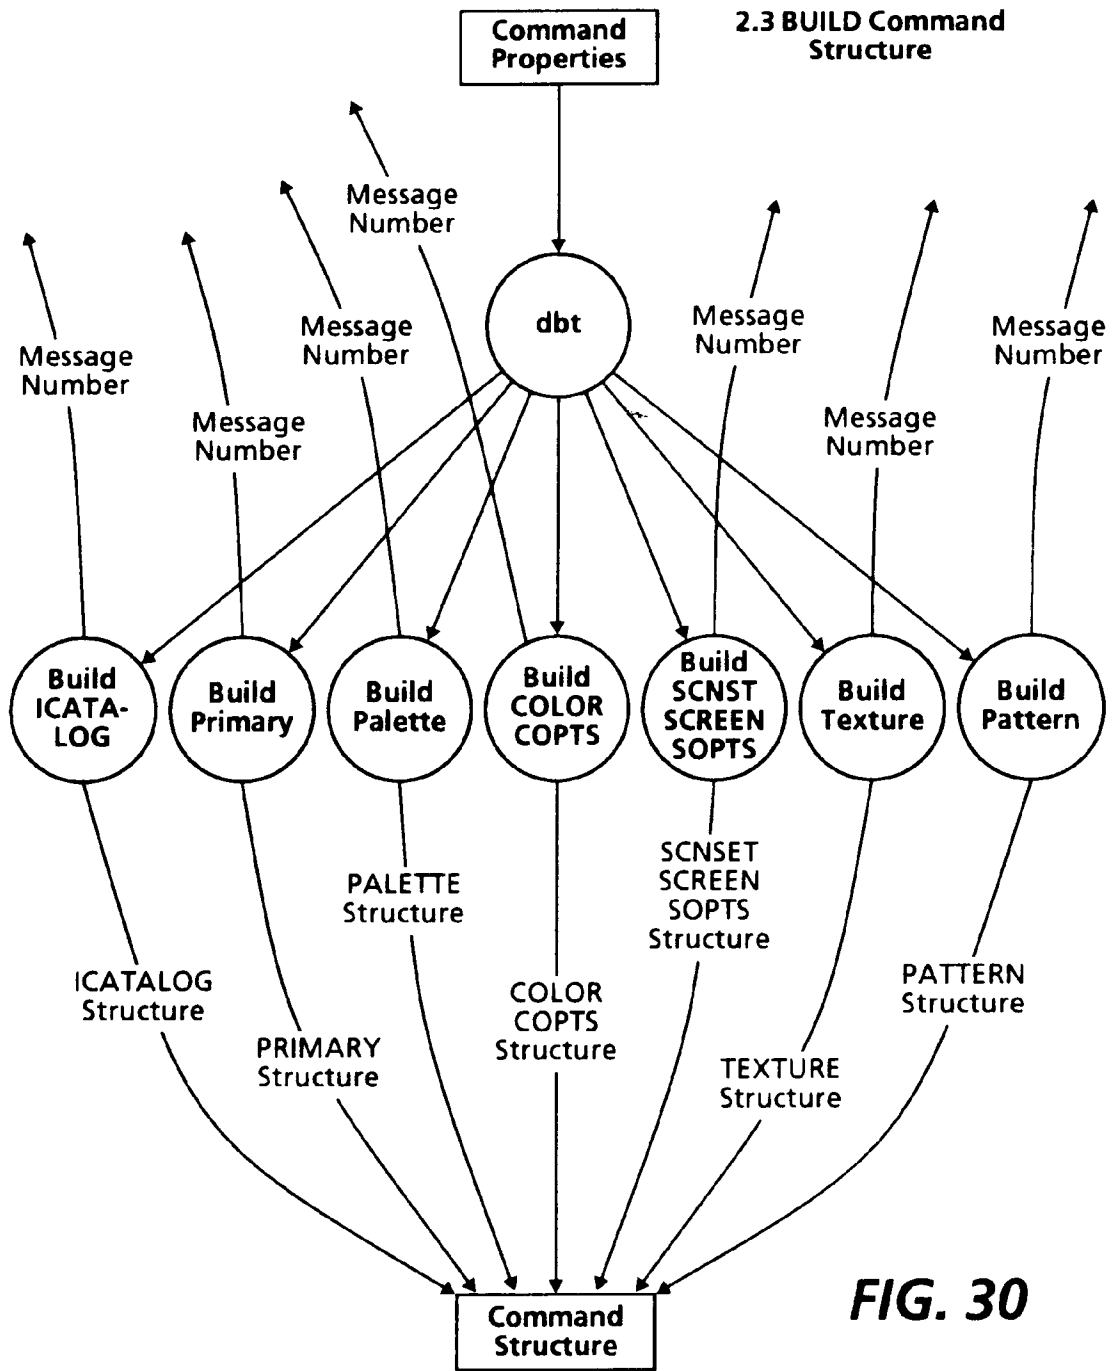 Command
Properties
2.3 BUILD Command
Structure
Message
Number
Message
Number
Message
Number
Message
Number
dbt
Message
Number
Message
Number
Message
Number
Build
ICATA-
LOG
Build
Primary
Build
Palette
Build
COLOR
COPTS
Build
SCNST
SCREEN
SOPTS
Build
Texture
Build
Pattern
ICATALOG
Structure
PRIMARY
Structure
PALETTE
Structure
COLOR
COPTS
Structure
SCNSET
SCREEN
SOPTS
Structure
TEXTURE
Structure
PATTERN
Structure
Command
Structure
FIG. 30